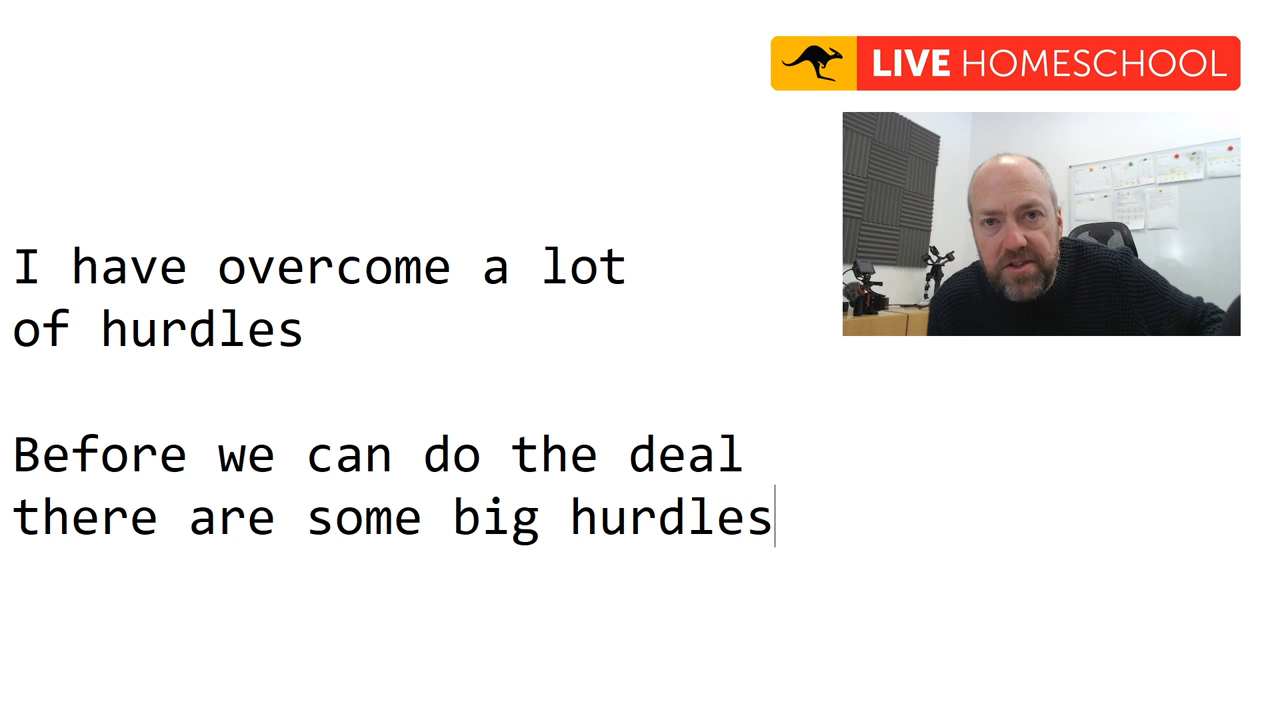 LIVE HOMESCHOOL
I have overcome a lot
of hurdles
Before we can do the deal
there are some big hurdles